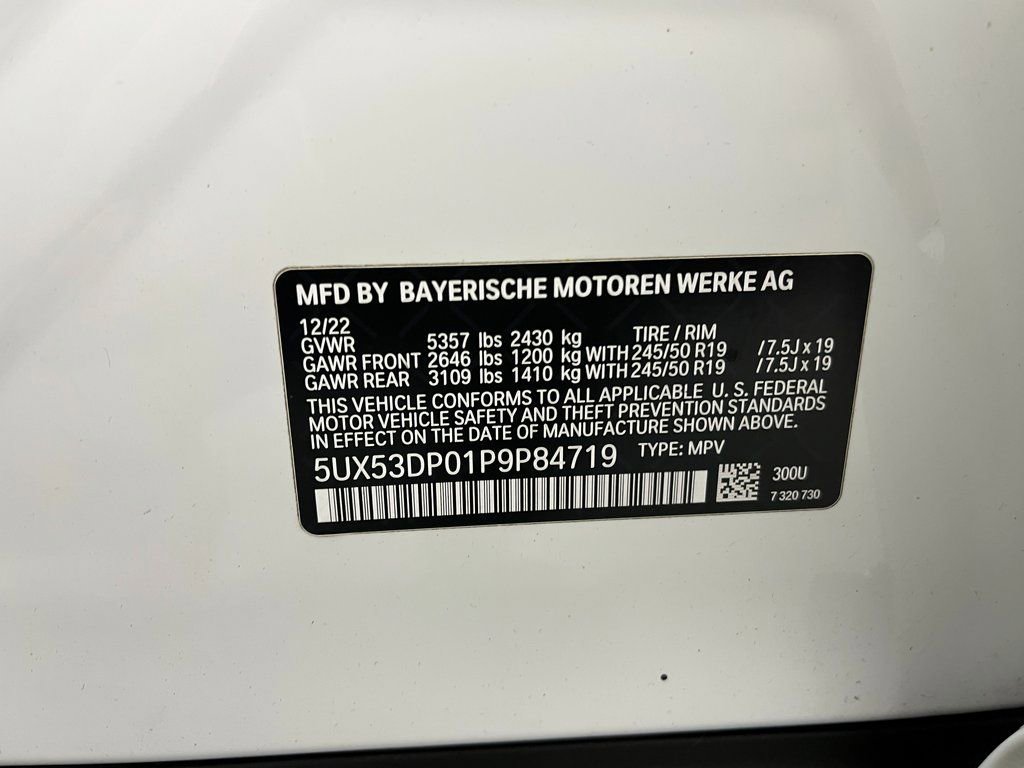 MFD BY BAYERISCHE MOTOREN WERKE AG
12/22
GVWR 5357 lbs 2430 kg TIRE / RIM
GAWR FRONT 2646 lbs 1200 kg WITH 245/50 R19 / 7.5J x 19
GAWR REAR 3109 lbs 1410 kg WITH 245/50 R19 / 7.5J x 19
THIS VEHICLE CONFORMS TO ALL APPLICABLE U. S. FEDERAL
MOTOR VEHICLE SAFETY AND THEFT PREVENTION STANDARDS
IN EFFECT ON THE DATE OF MANUFACTURE SHOWN ABOVE.
5UX53DP01P9P84719 TYPE: MPV
300U
7 320 730